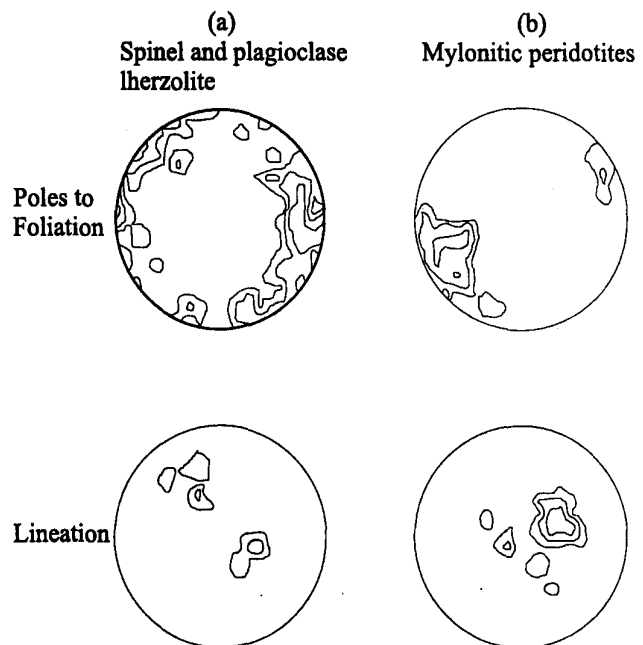 (a)
Spinel and plagioclase
lherzolite
(b)
Mylonitic peridotites
Poles to
Foliation
Lineation